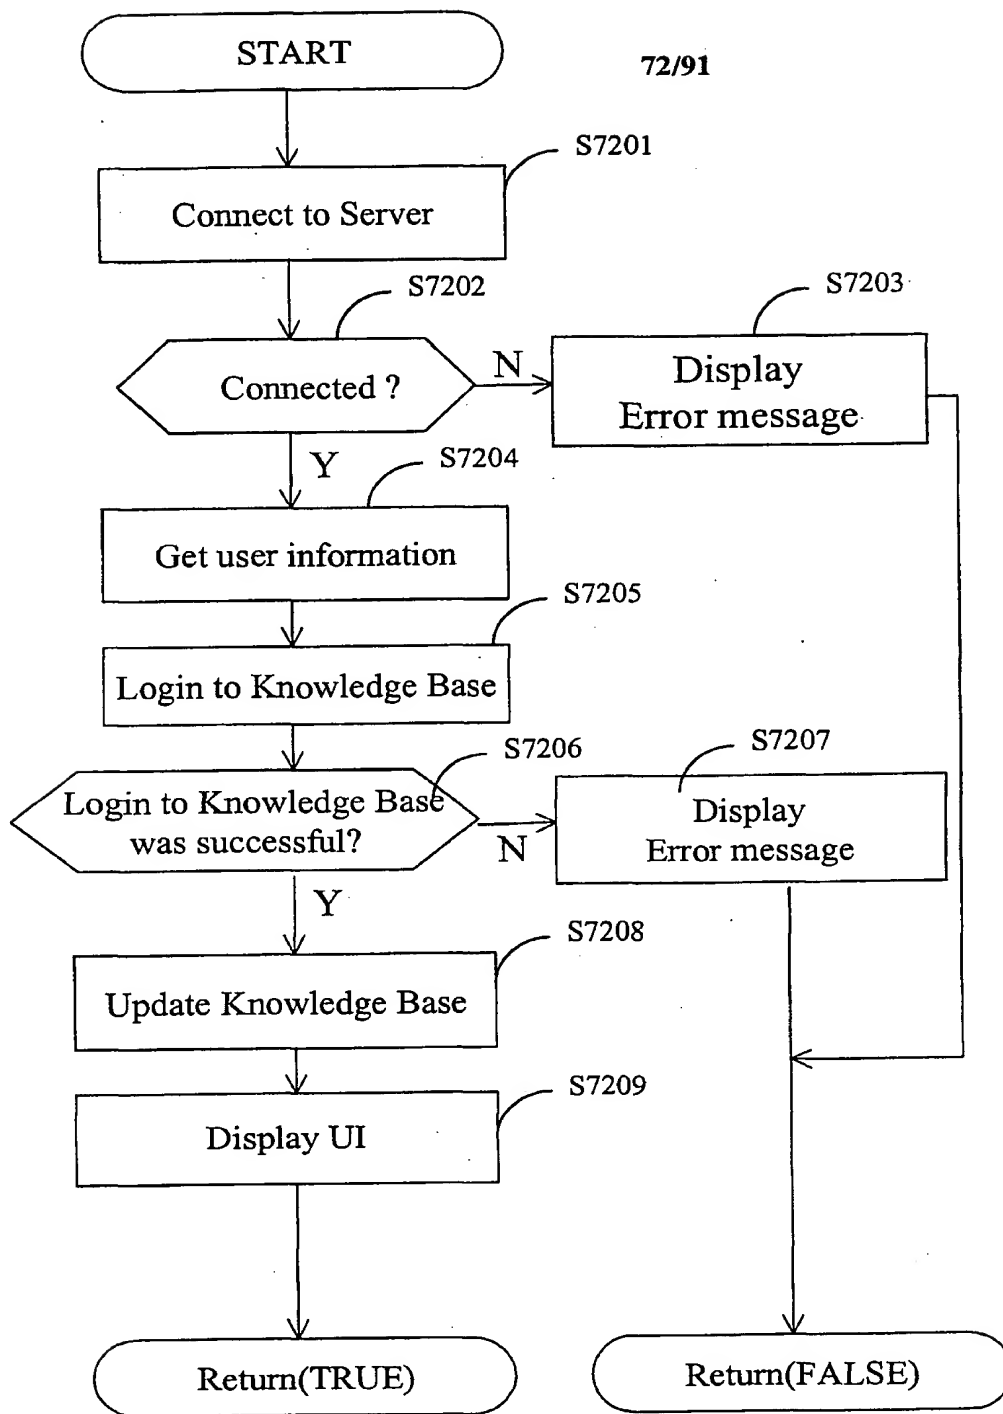 START
72/91
S7201
Connect to Server
S7202
S7203
Connected ?
N
Display
Error message
Y
S7204
Get user information
S7205
Login to Knowledge Base
S7206
S7207
Login to Knowledge Base
was successful?
N
Display
Error message
Y
S7208
Update Knowledge Base
S7209
Display UI
Return(TRUE)
Return(FALSE)